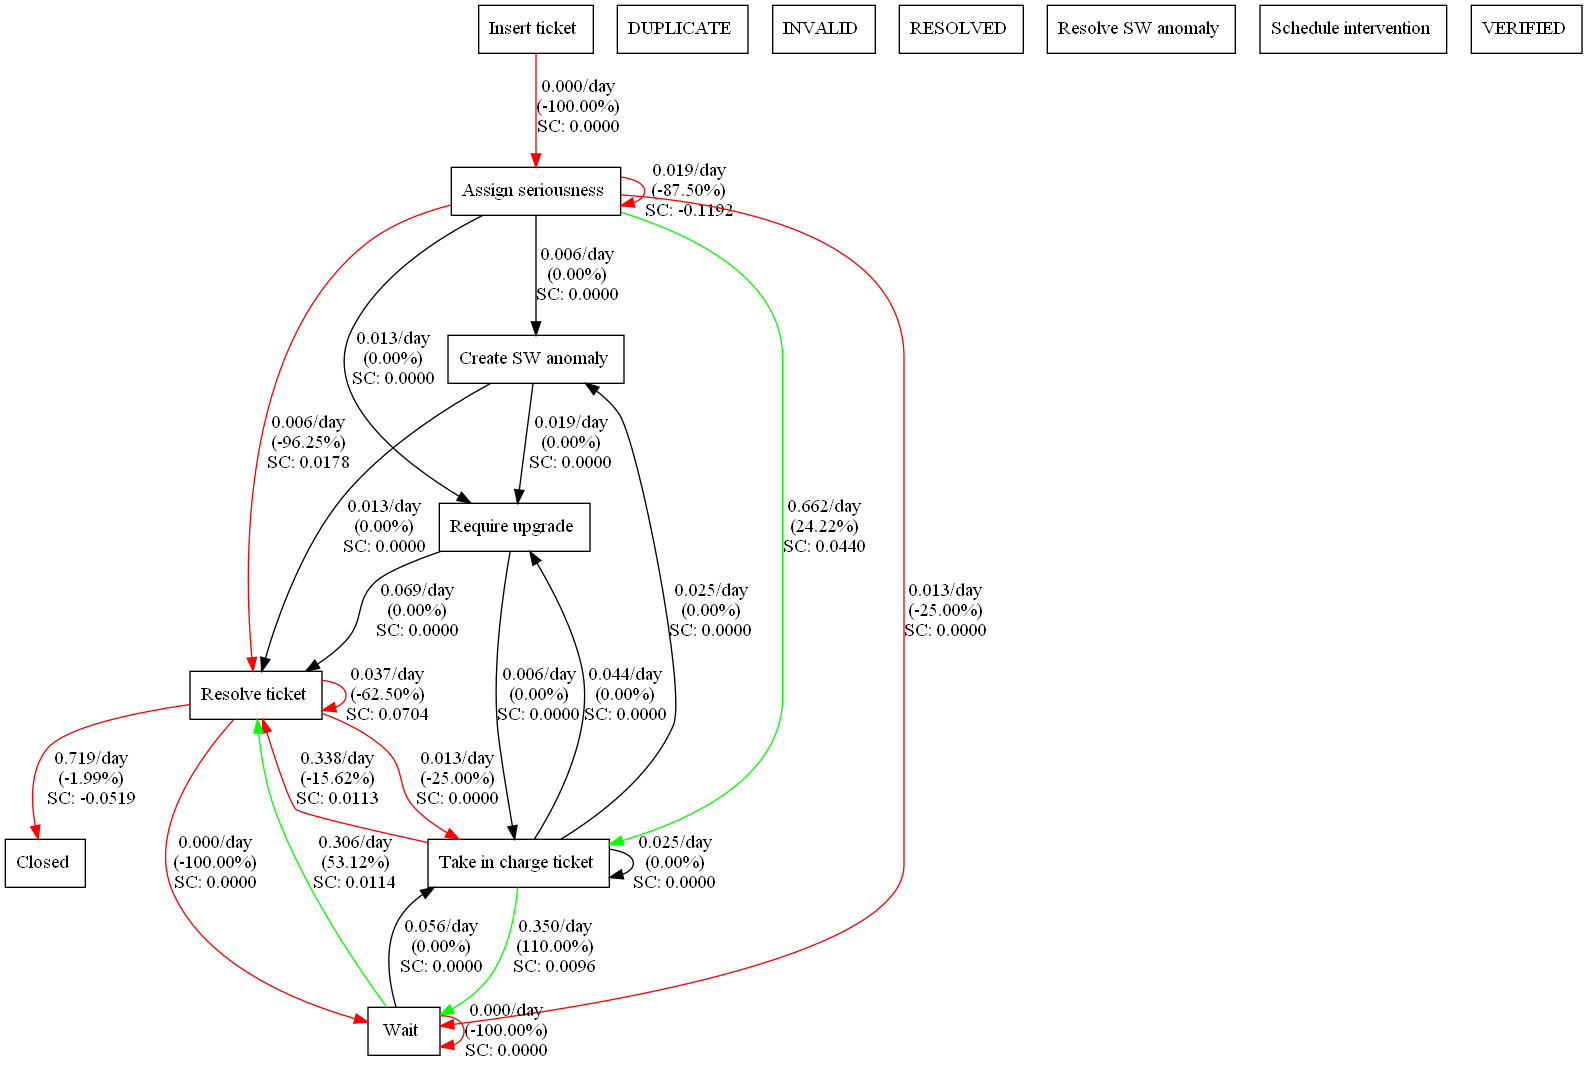 Insert ticket
DUPLICATE
INVALID
RESOLVED
Resolve SW anomaly
Schedule intervention
VERIFIED
0.000/day
(-100.00%)
SC: 0.0000
Assign seriousness
0.019/day
(-87.50%)
SC: -0.1192
0.006/day
(0.00%)
SC: 0.0000
0.013/day
(0.00%)
SC: 0.0000
Create SW anomaly
0.006/day
(-96.25%)
SC: 0.0178
0.019/day
(0.00%)
SC: 0.0000
0.013/day
(0.00%)
SC: 0.0000
Require upgrade
0.662/day
(24.22%)
SC: 0.0440
0.069/day
(0.00%)
SC: 0.0000
0.025/day
(0.00%)
SC: 0.0000
0.013/day
(-25.00%)
SC: 0.0000
Resolve ticket
0.037/day
(-62.50%)
SC: 0.0704
0.006/day
(0.00%)
SC: 0.0000
0.044/day
(0.00%)
SC: 0.0000
0.719/day
(-1.99%)
SC: -0.0519
0.338/day
(-15.62%)
SC: 0.0113
0.013/day
(-25.00%)
SC: 0.0000
Closed
0.000/day
(-100.00%)
SC: 0.0000
0.306/day
(53.12%)
SC: 0.0114
Take in charge ticket
0.025/day
(0.00%)
SC: 0.0000
0.056/day
(0.00%)
SC: 0.0000
0.350/day
(110.00%)
SC: 0.0096
Wait
0.000/day
(-100.00%)
SC: 0.0000